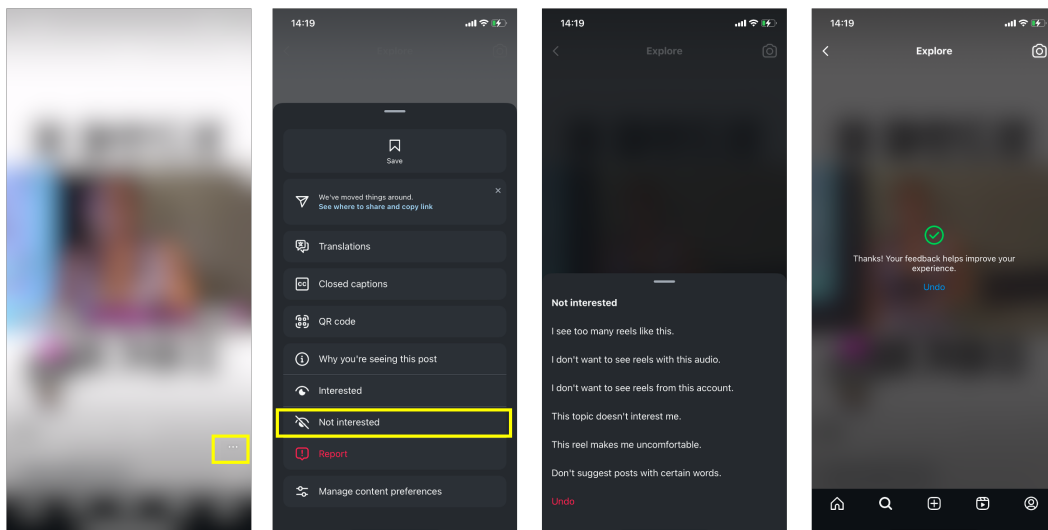 14:19
Save
We've moved things around.
See where to share and copy link
Translations
CC
Closed captions
QR code
Why you're seeing this post
Interested
Not interested
Report
Manage content preferences
14:19
Explore
Not interested
I see too many reels like this.
I don't want to see reels with this audio.
I don't want to see reels from this account.
This topic doesn't interest me.
This reel makes me uncomfortable.
Don't suggest posts with certain words.
Undo
14:19
Explore
Thanks! Your feedback helps improve your
experience.
Undo